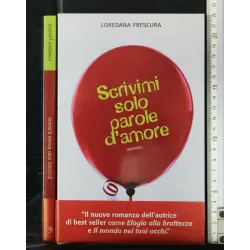 LOREDANA FRESCURA
Scrivimi
solo
parole
d'amore
romanzo
"Il nuovo romanzo dell'autrice
di best seller come Elogio alla bruttezza
e Il mondo nei tuoi occhi."